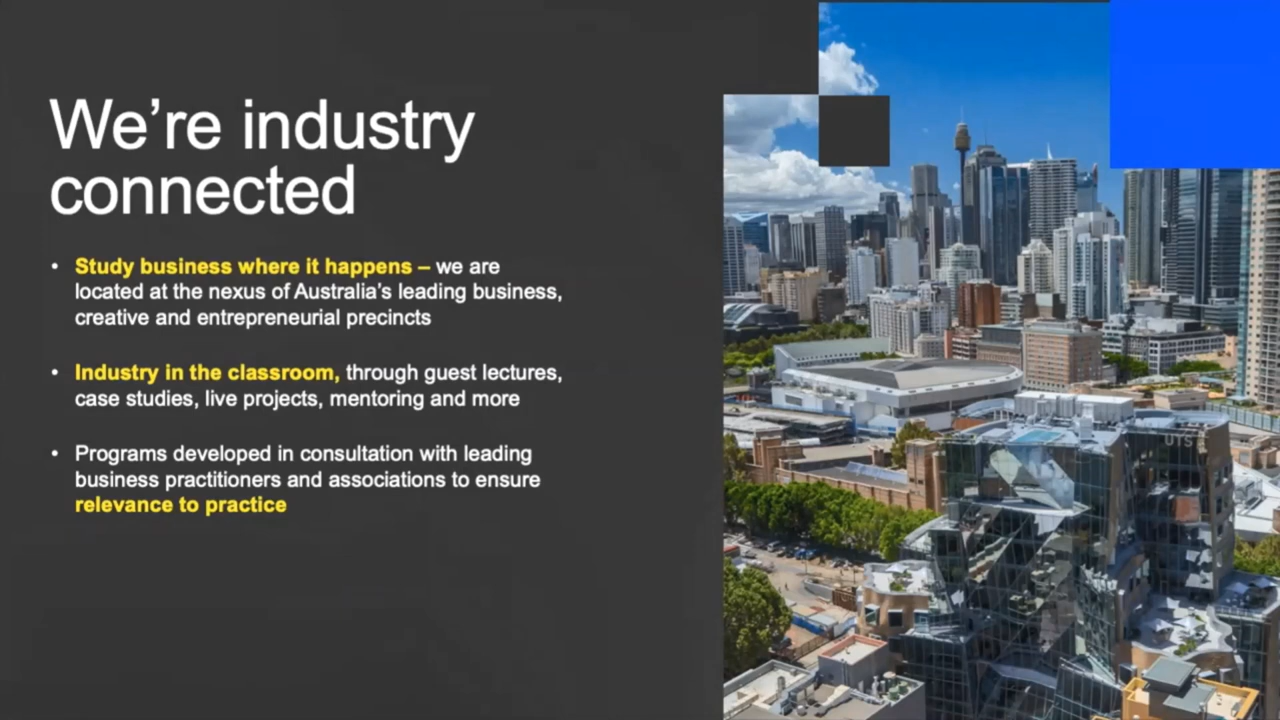 We’re industry
connected
• Study business where it happens – we are
located at the nexus of Australia’s leading business,
creative and entrepreneurial precincts
• Industry in the classroom, through guest lectures,
case studies, live projects, mentoring and more
• Programs developed in consultation with leading
business practitioners and associations to ensure
relevance to practice
UTS